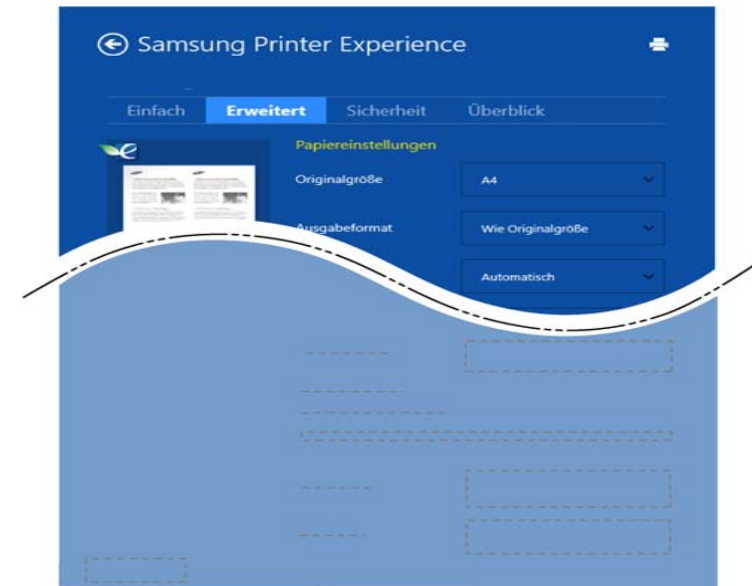 Samsung Printer Experience
Einfach Erweitert Sicherheit Überblick
Papiereinstellungen
Originalgröße A4
Ausgabeformat Wie Originalgröße
Automatisch